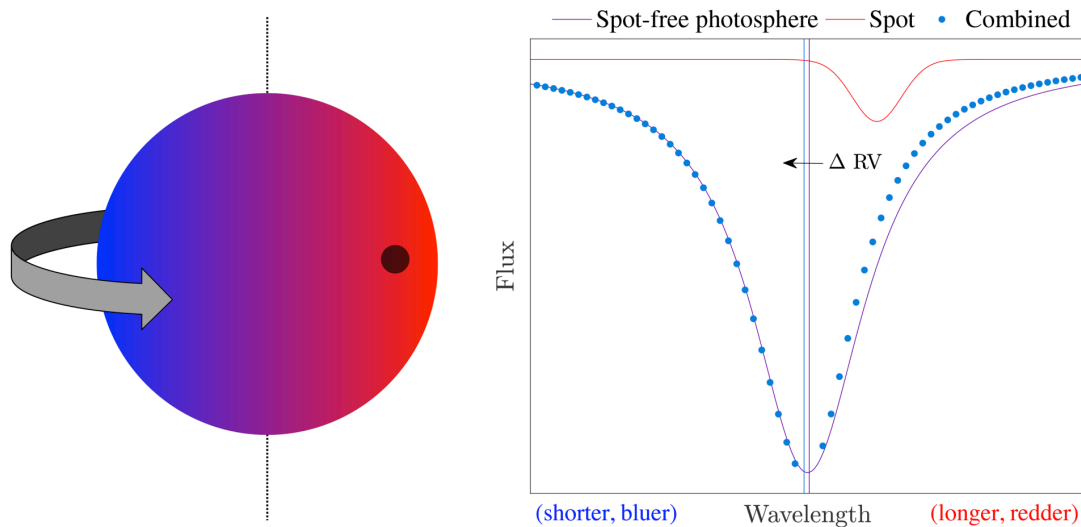 Spot-free photosphere Spot Combined
Δ RV
Flux
(shorter, bluer) Wavelength (longer, redder)